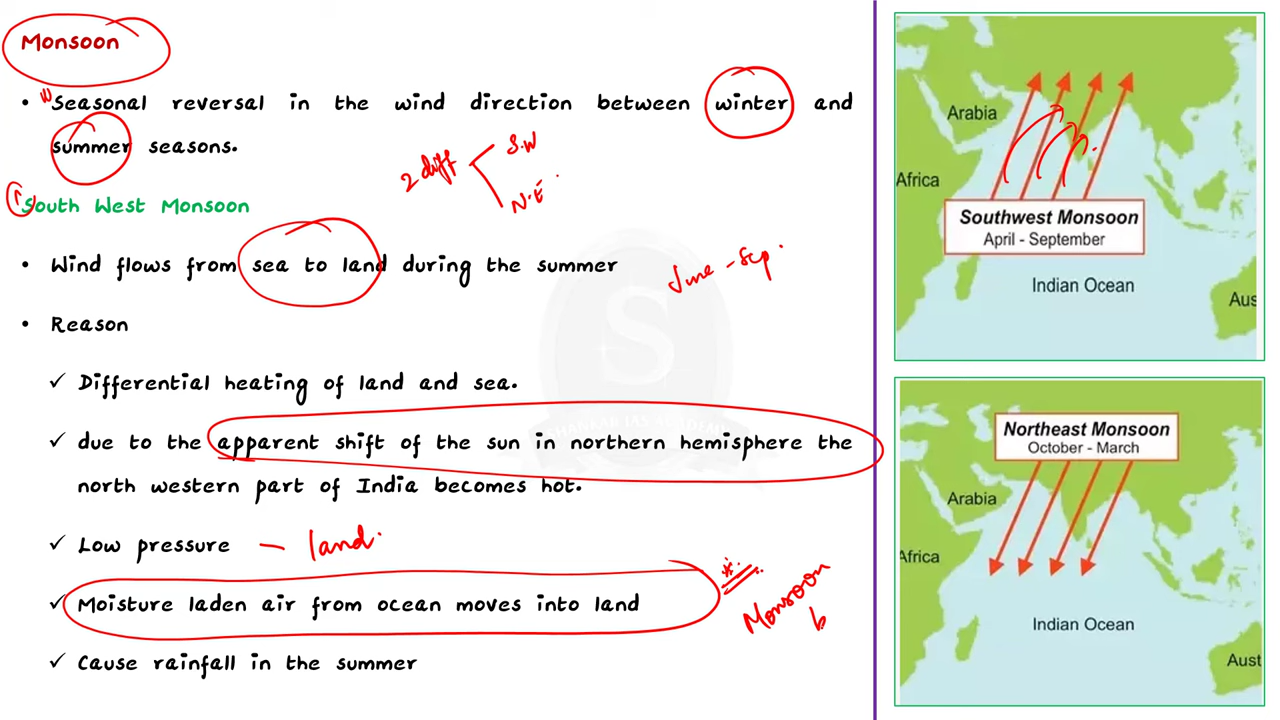 Monsoon
• Seasonal reversal in the wind direction between winter and
summer seasons.
2 diff
S.W
N.E
South West Monsoon
• Wind flows from sea to land during the summer
June - Sep
• Reason
✓ Differential heating of land and sea.
✓ due to the apparent shift of the sun in northern hemisphere the
north western part of India becomes hot.
✓ Low pressure - land
✓ Moisture laden air from ocean moves into land
Monsoon
b
✓ Cause rainfall in the summer
SHANKAR IAS ACADEMY
S
Arabia
Africa
Southwest Monsoon
April - September
Indian Ocean
Aus
Northeast Monsoon
October - March
Arabia
Africa
Indian Ocean
Aust